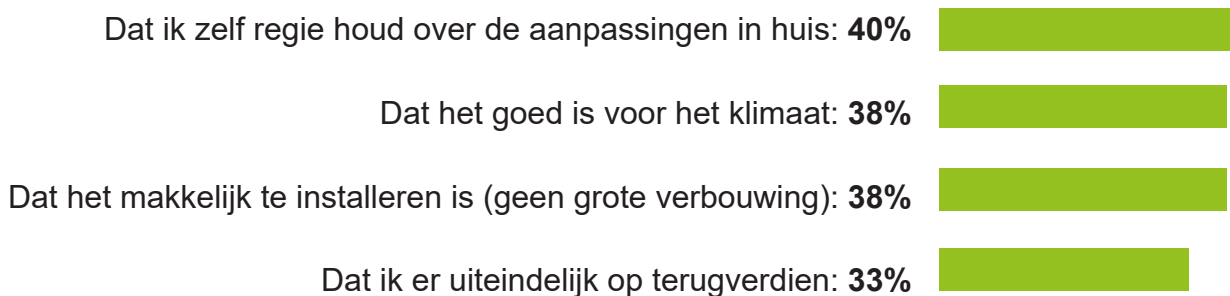 Dat ik zelf regie houd over de aanpassingen in huis: 40%
Dat het goed is voor het klimaat: 38%
Dat het makkelijk te installeren is (geen grote verbouwing): 38%
Dat ik er uiteindelijk op terugverdien: 33%